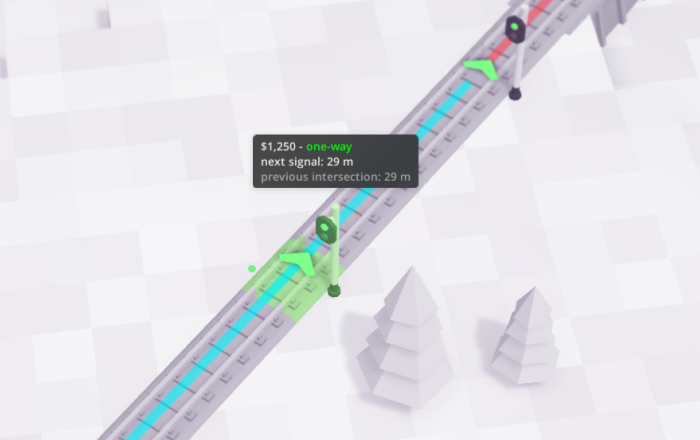 $1,250 - one-way
next signal: 29 m
previous intersection: 29 m